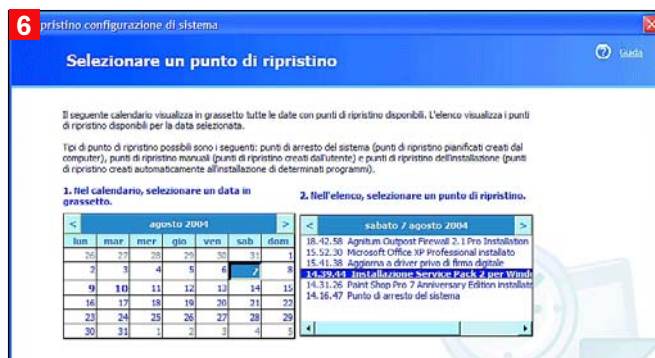 6
pristino configurazione di sistema
Selezionare un punto di ripristino
Guida
Il seguente calendario visualizza in grassetto tutte le date con punti di ripristino disponibili. L'elenco visualizza i punti
di ripristino disponibili per la data selezionata.
Tipi di punto di ripristino possibili sono i seguenti: punti di arresto del sistema (punti di ripristino pianificati creati dal
computer), punti di ripristino manuali (punti di ripristino creati dall'utente) e punti di ripristino dell'installazione (punti
di ripristino creati automaticamente all'installazione di determinati programmi).
1. Nel calendario, selezionare un data in
grassetto.
< agosto 2004 >
lun mar mer gio ven sab dom
26 27 28 29 30 31 1
2 3 4 5 6 7 8
9 10 11 12 13 14 15
16 17 18 19 20 21 22
23 24 25 26 27 28 29
30 31 1 2 3 4 5
2. Nell'elenco, selezionare un punto di ripristino.
< sabato 7 agosto 2004 >
18.42.58 Agnitum Outpost Firewall 2.1 Pro Installation
15.52.30 Microsoft Office XP Professional installato
15.41.38 Aggiorna a driver privo di firma digitale
14.39.44 Installazione Service Pack 2 per Wind
14.31.26 Paint Shop Pro 7 Anniversary Edition installat
14.16.47 Punto di arresto del sistema